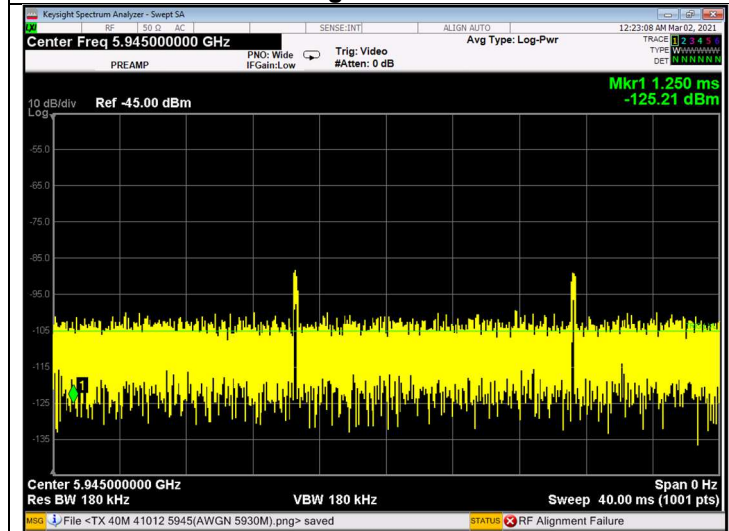 Keysight Spectrum Analyzer - Swept SA
RF 50 Ω AC SENSE:INT ALIGN AUTO 12:23:08 AM Mar 02, 2021
Center Freq 5.945000000 GHz
PREAMP
PNO: Wide
IFGain:Low
Trig: Video
#Atten: 0 dB
Avg Type: Log-Pwr
TRACE 1 2 3 4 5 6
TYPE W
DET N N N N N N
Mkr1 1.250 ms
-125.21 dBm
10 dB/div Ref -45.00 dBm
Log
-55.0
-65.0
-75.0
-85.0
-95.0
-105
-115
-125
-135
1
Center 5.945000000 GHz Span 0 Hz
Res BW 180 kHz VBW 180 kHz Sweep 40.00 ms (1001 pts)
MSG File <TX 40M 41012 5945(AWGN 5930M).png> saved STATUS RF Alignment Failure